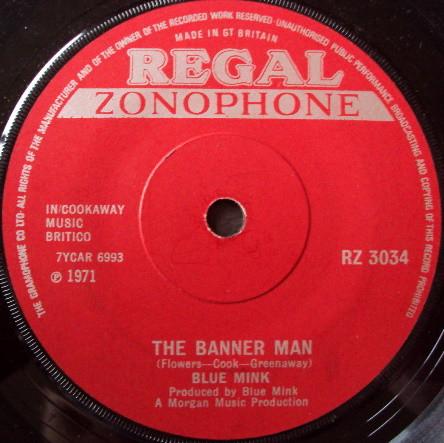 THE GRAMOPHONE CO LTD·ALL RIGHTS OF THE MANUFACTURER AND OF THE OWNER OF THE RECORDED WORK RESERVED·UNAUTHORISED PUBLIC PERFORMANCE BROADCASTING AND COPYING OF THIS RECORD PROHIBITED
MADE IN GT BRITAIN
REGAL
ZONOPHONE
IN/COOKAWAY
MUSIC
BRITICO
7YCAR 6993
℗ 1971
RZ 3034
THE BANNER MAN
(Flowers—Cook—Greenaway)
BLUE MINK
Produced by Blue Mink
A Morgan Music Production